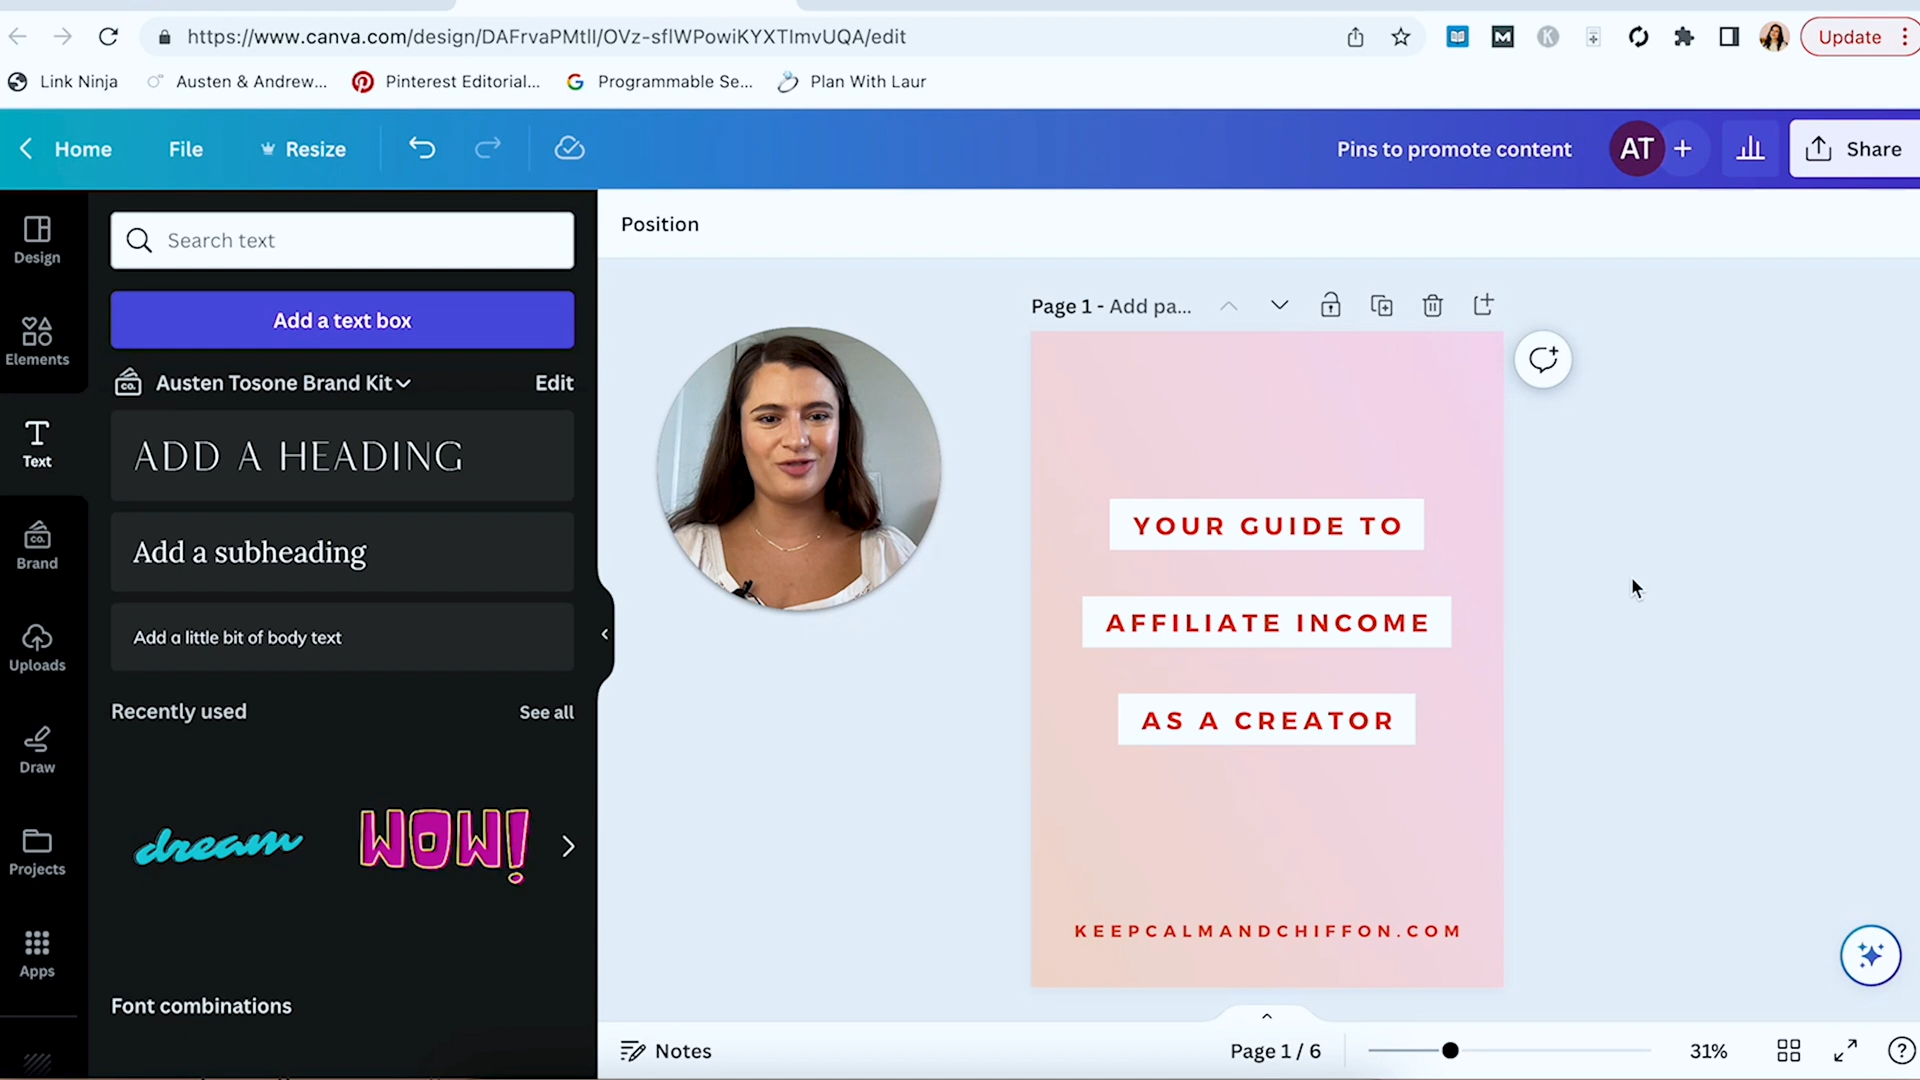 https://www.canva.com/design/DAFrvaPMtlI/OVz-sflWPowiKYXTImvUQA/edit
Update
Link Ninja
Austen & Andrew...
Pinterest Editorial...
Programmable Se...
Plan With Laur
Home
File
Resize
Pins to promote content
AT
Share
Design
Elements
Text
Brand
Uploads
Draw
Projects
Apps
Search text
Add a text box
CO.
Austen Tosone Brand Kit
Edit
ADD A HEADING
Add a subheading
Add a little bit of body text
Recently used
See all
dream
WOW!
Font combinations
Position
Page 1 - Add pa...
YOUR GUIDE TO
AFFILIATE INCOME
AS A CREATOR
KEEPCALMANDCHIFFON.COM
Notes
Page 1 / 6
31%